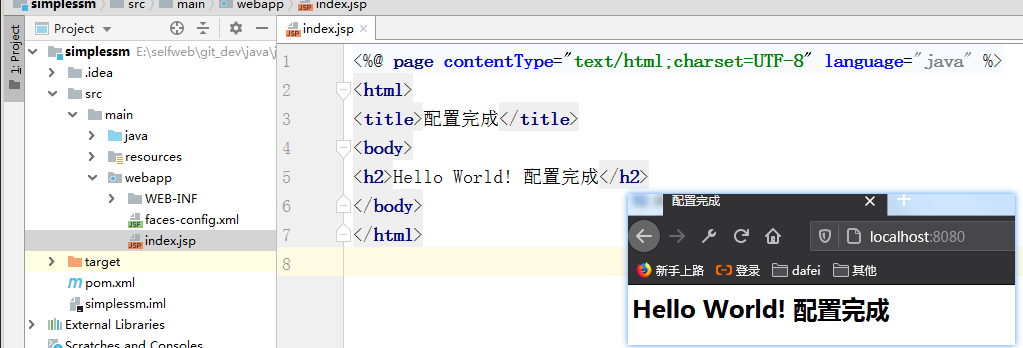 simplessm src main webapp index.jsp
1: Project
Project
simplessm E:\selfweb\git_dev\java\j
.idea
src
main
java
resources
webapp
WEB-INF
faces-config.xml
index.jsp
target
pom.xml
simplessm.iml
External Libraries
Scratches and Consoles
index.jsp
1 <%@ page contentType="text/html;charset=UTF-8" language="java" %>
2 <html>
3 <title>配置完成</title>
4 <body>
5 <h2>Hello World! 配置完成</h2>
6 </body>
7 </html>
8
配置完成
localhost:8080
新手上路 登录 dafei 其他
Hello World! 配置完成